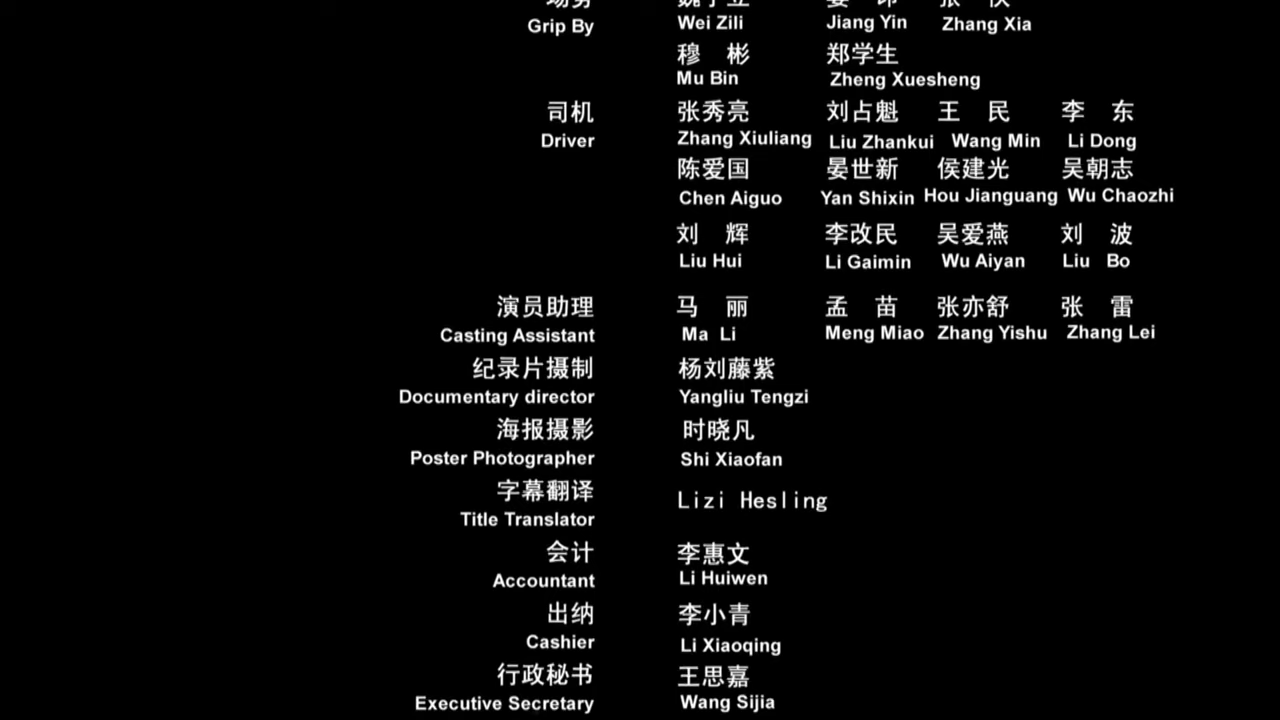 Grip By Wei Zili Jiang Yin Zhang Xia
穆 彬 郑学生
Mu Bin Zheng Xuesheng
司机 张秀亮 刘占魁 王 民 李 东
Driver Zhang Xiuliang Liu Zhankui Wang Min Li Dong
陈爱国 晏世新 侯建光 吴朝志
Chen Aiguo Yan Shixin Hou Jianguang Wu Chaozhi
刘 辉 李改民 吴爱燕 刘 波
Liu Hui Li Gaimin Wu Aiyan Liu Bo
演员助理 马 丽 孟 苗 张亦舒 张 雷
Casting Assistant Ma Li Meng Miao Zhang Yishu Zhang Lei
纪录片摄制 杨刘藤紫
Documentary director Yangliu Tengzi
海报摄影 时晓凡
Poster Photographer Shi Xiaofan
字幕翻译 Lizi Hesling
Title Translator
会计 李惠文
Accountant Li Huiwen
出纳 李小青
Cashier Li Xiaoqing
行政秘书 王思嘉
Executive Secretary Wang Sijia